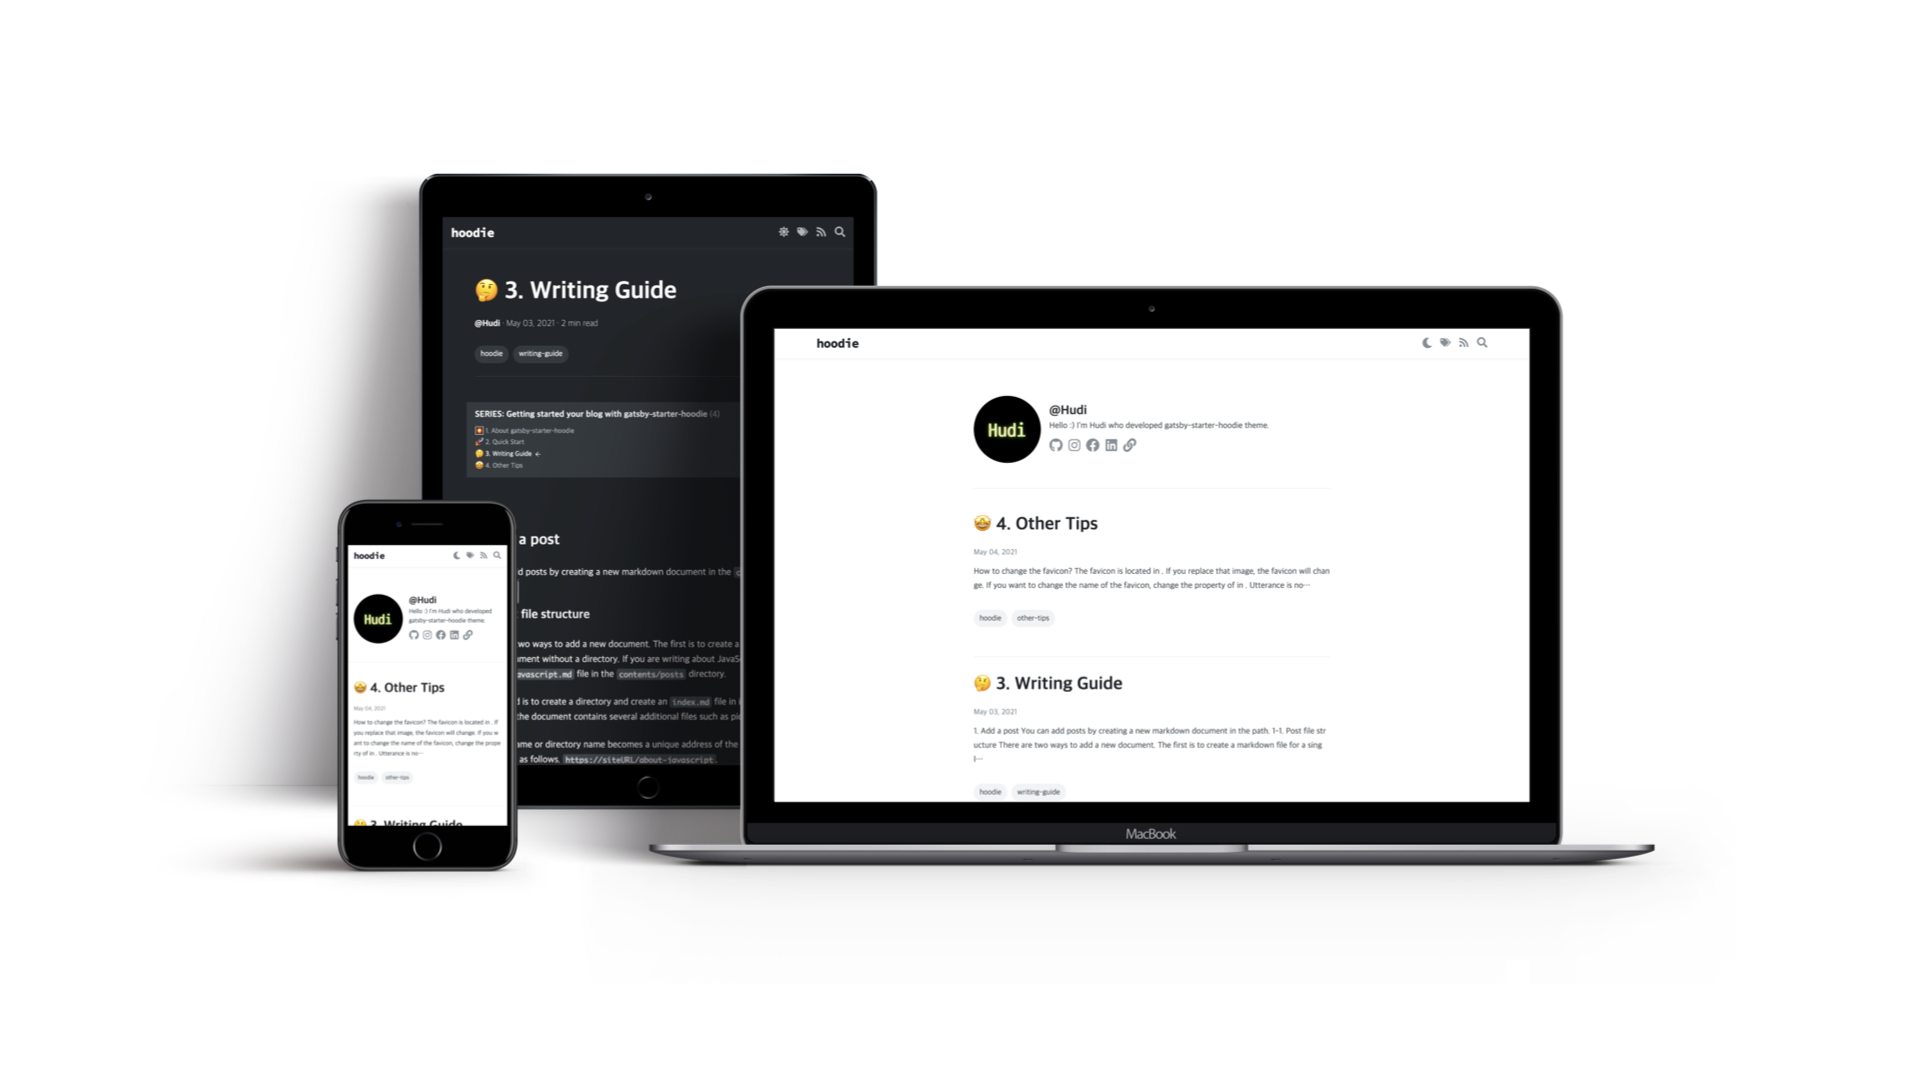 hoodie
🤔 3. Writing Guide
@Hudi · May 03, 2021 · 2 min read
hoodie writing-guide
SERIES: Getting started your blog with gatsby-starter-hoodie (4)
1. About gatsby-starter-hoodie
🚀 2. Quick Start
🤔 3. Writing Guide ←
🤩 4. Other Tips
a post
d posts by creating a new markdown document in the
file structure
wo ways to add a new document. The first is to create a
ment without a directory. If you are writing about JavaS
avascript.md file in the contents/posts directory.
d is to create a directory and create an index.md file in
the document contains several additional files such as pi
ame or directory name becomes a unique address of the
as follows. https://siteURL/about-javascript.
hoodie
Hudi
@Hudi
Hello :) I'm Hudi who developed
gatsby-starter-hoodie theme.
🤩 4. Other Tips
May 04, 2021
How to change the favicon? The favicon is located in . If
you replace that image, the favicon will change. If you w
ant to change the name of the favicon, change the prope
rty of in . Utterance is no…
hoodie other-tips
🤔 3. Writing Guide
hoodie
Hudi
@Hudi
Hello :) I'm Hudi who developed gatsby-starter-hoodie theme.
🤩 4. Other Tips
May 04, 2021
How to change the favicon? The favicon is located in . If you replace that image, the favicon will chan
ge. If you want to change the name of the favicon, change the property of in . Utterance is no…
hoodie other-tips
🤔 3. Writing Guide
May 03, 2021
1. Add a post You can add posts by creating a new markdown document in the path. 1-1. Post file str
ucture There are two ways to add a new document. The first is to create a markdown file for a sing
l…
hoodie writing-guide
MacBook